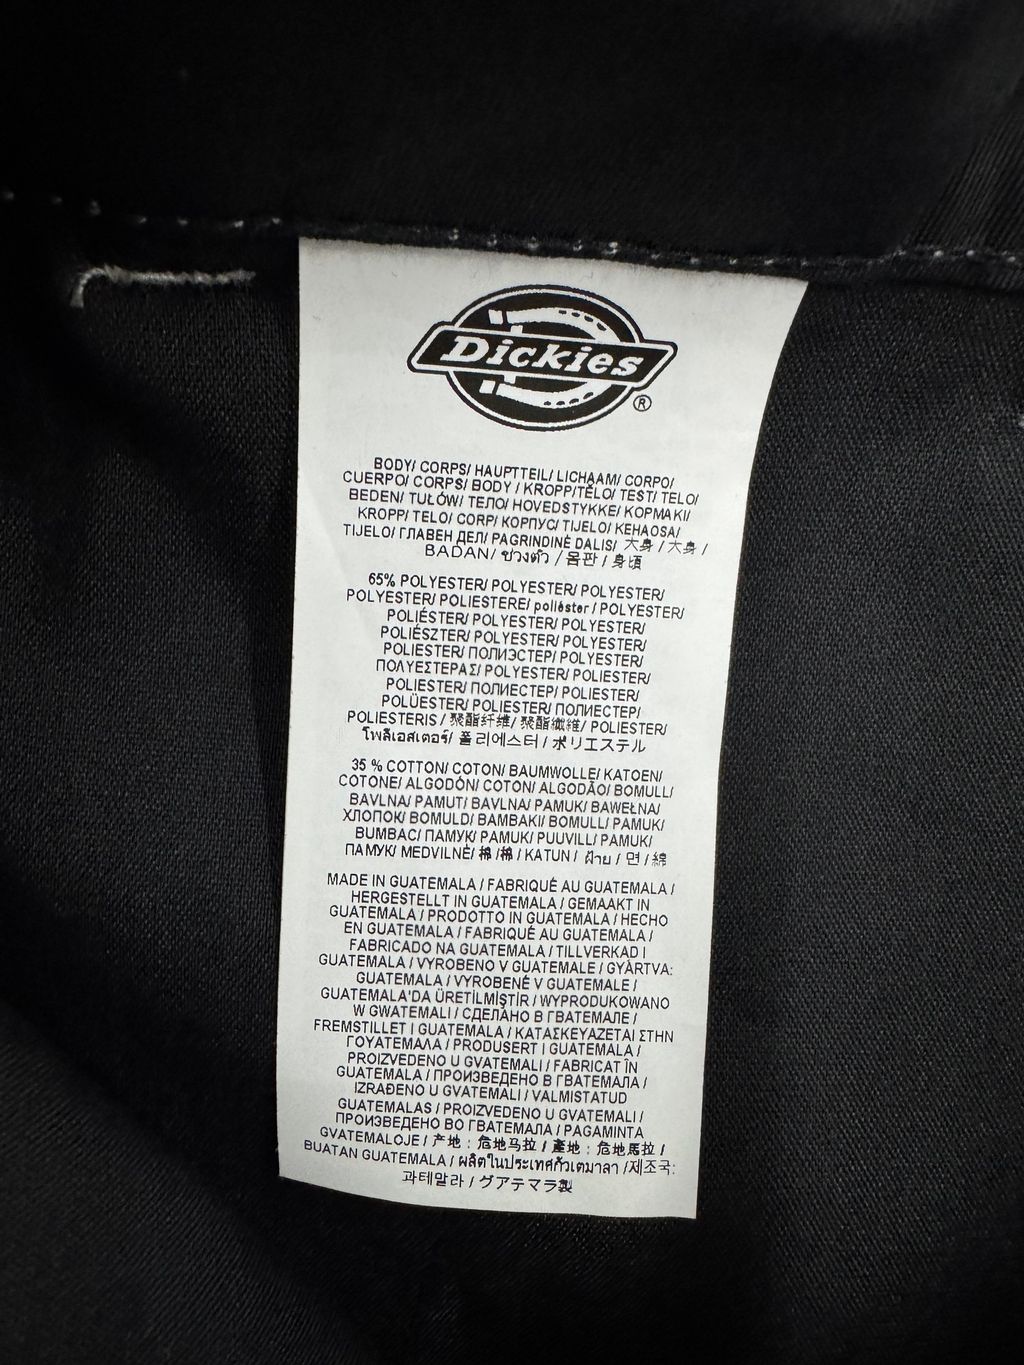 Dickies
®
BODY/ CORPS/ HAUPTTEIL/ LICHAAM/ CORPO/
CUERPO/ CORPS/ BODY / KROPP/TĚLO/ TEST/ TELO/
BEDEN/ TUŁÓW/ ТЕЛО/ HOVEDSTYKKE/ ΚΟΡΜΑΚΙ/
KROPP/ TELO/ CORP/ КОРПУС/ TIJELO/ KEHAOSA/
TIJELO/ ГЛАВЕН ДЕЛ/ PAGRINDINĖ DALIS/ 大身 / 大身 /
BADAN/ ช่วงตัว / 몸판 / 身頃
65% POLYESTER/ POLYESTER/ POLYESTER/
POLYESTER/ POLIESTERE/ poliéster / POLYESTER/
POLIÉSTER/ POLYESTER/ POLYESTER/
POLIÉSZTER/ POLYESTER/ POLYESTER/
POLIESTER/ ПОЛИЭСТЕР/ POLYESTER/
ΠΟΛΥΕΣΤΕΡΑΣ/ POLYESTER/ POLIESTER/
POLIESTER/ ПОЛИЕСТЕР/ POLIESTER/
POLÜESTER/ POLIESTER/ ПОЛИЕСТЕР/
POLIESTERIS / 聚酯纤维/ 聚酯纖維/ POLIESTER/
โพลีเอสเตอร์/ 폴리에스터 / ポリエステル
35 % COTTON/ COTON/ BAUMWOLLE/ KATOEN/
COTONE/ ALGODÓN/ COTON/ ALGODÃO/ BOMULL/
BAVLNA/ PAMUT/ BAVLNA/ PAMUK/ BAWEŁNA/
ХЛОПОК/ BOMULD/ BAMBAKI/ BOMULL/ PAMUK/
BUMBAC/ ПАМУК/ PAMUK/ PUUVILL/ PAMUK/
ПАМУК/ MEDVILNĖ/ 棉 /棉 / KATUN / ฝ้าย / 면 / 綿
MADE IN GUATEMALA / FABRIQUÉ AU GUATEMALA /
HERGESTELLT IN GUATEMALA / GEMAAKT IN
GUATEMALA / PRODOTTO IN GUATEMALA / HECHO
EN GUATEMALA / FABRIQUÉ AU GUATEMALA /
FABRICADO NA GUATEMALA / TILLVERKAD I
GUATEMALA / VYROBENO V GUATEMALE / GYÁRTVA:
GUATEMALA / VYROBENÉ V GUATEMALE /
GUATEMALA'DA ÜRETİLMİŞTİR / WYPRODUKOWANO
W GWATEMALI / СДЕЛАНО В ГВАТЕМАЛЕ /
FREMSTILLET I GUATEMALA / ΚΑΤΑΣΚΕΥΑΖΕΤΑΙ ΣΤΗΝ
ΓΟΥΑΤΕΜΑΛΑ / PRODUSERT I GUATEMALA /
PROIZVEDENO U GVATEMALI / FABRICAT ÎN
GUATEMALA / ПРОИЗВЕДЕНО В ГВАТЕМАЛА /
IZRAĐENO U GVATEMALI / VALMISTATUD
GUATEMALAS / PROIZVEDENO U GVATEMALI /
ПРОИЗВЕДЕНО ВО ГВАТЕМАЛА / PAGAMINTA
GVATEMALOJE / 产地 : 危地马拉 / 產地 : 危地馬拉 /
BUATAN GUATEMALA / ผลิตในประเทศกัวเตมาลา /제조국:
과테말라 / グアテマラ製